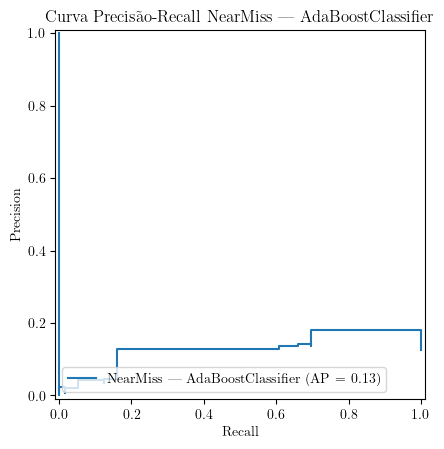 Curva Precisão-Recall NearMiss — AdaBoostClassifier
1.0
0.8
0.6
0.4
0.2
0.0
Precision
NearMiss — AdaBoostClassifier (AP = 0.13)
0.0 0.2 0.4 0.6 0.8 1.0
Recall